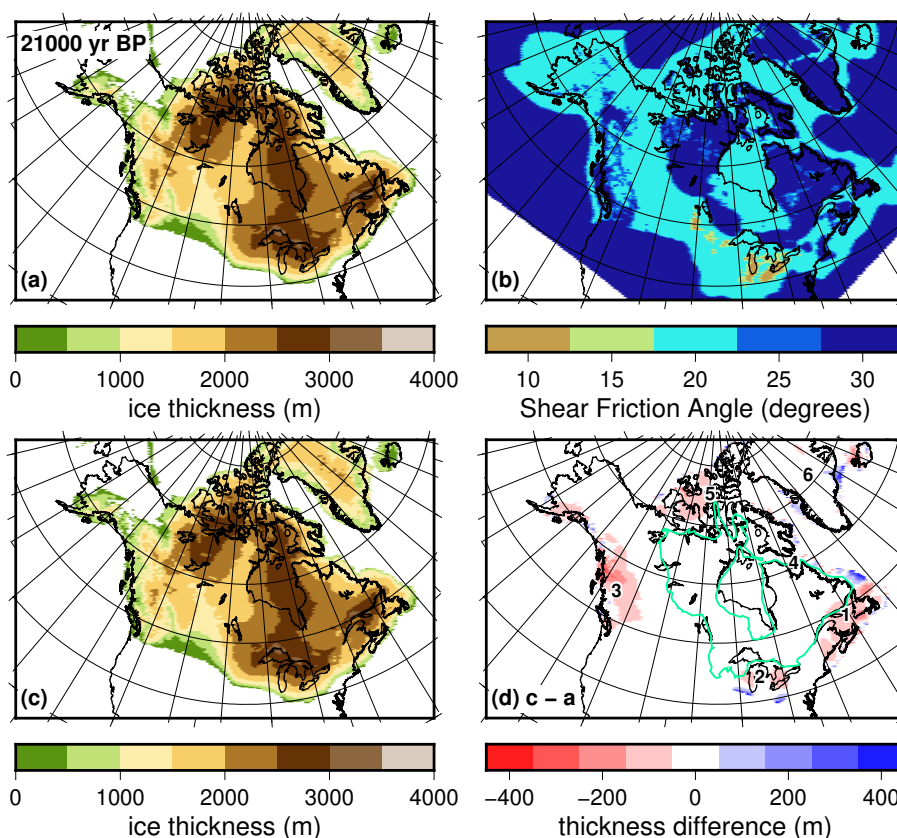 21000 yr BP
(a)
(b)
0 1000 2000 3000 4000
ice thickness (m)
10 15 20 25 30
Shear Friction Angle (degrees)
(c)
(d) c − a
1
2
3
4
5
6
0 1000 2000 3000 4000
ice thickness (m)
−400 −200 0 200 400
thickness difference (m)